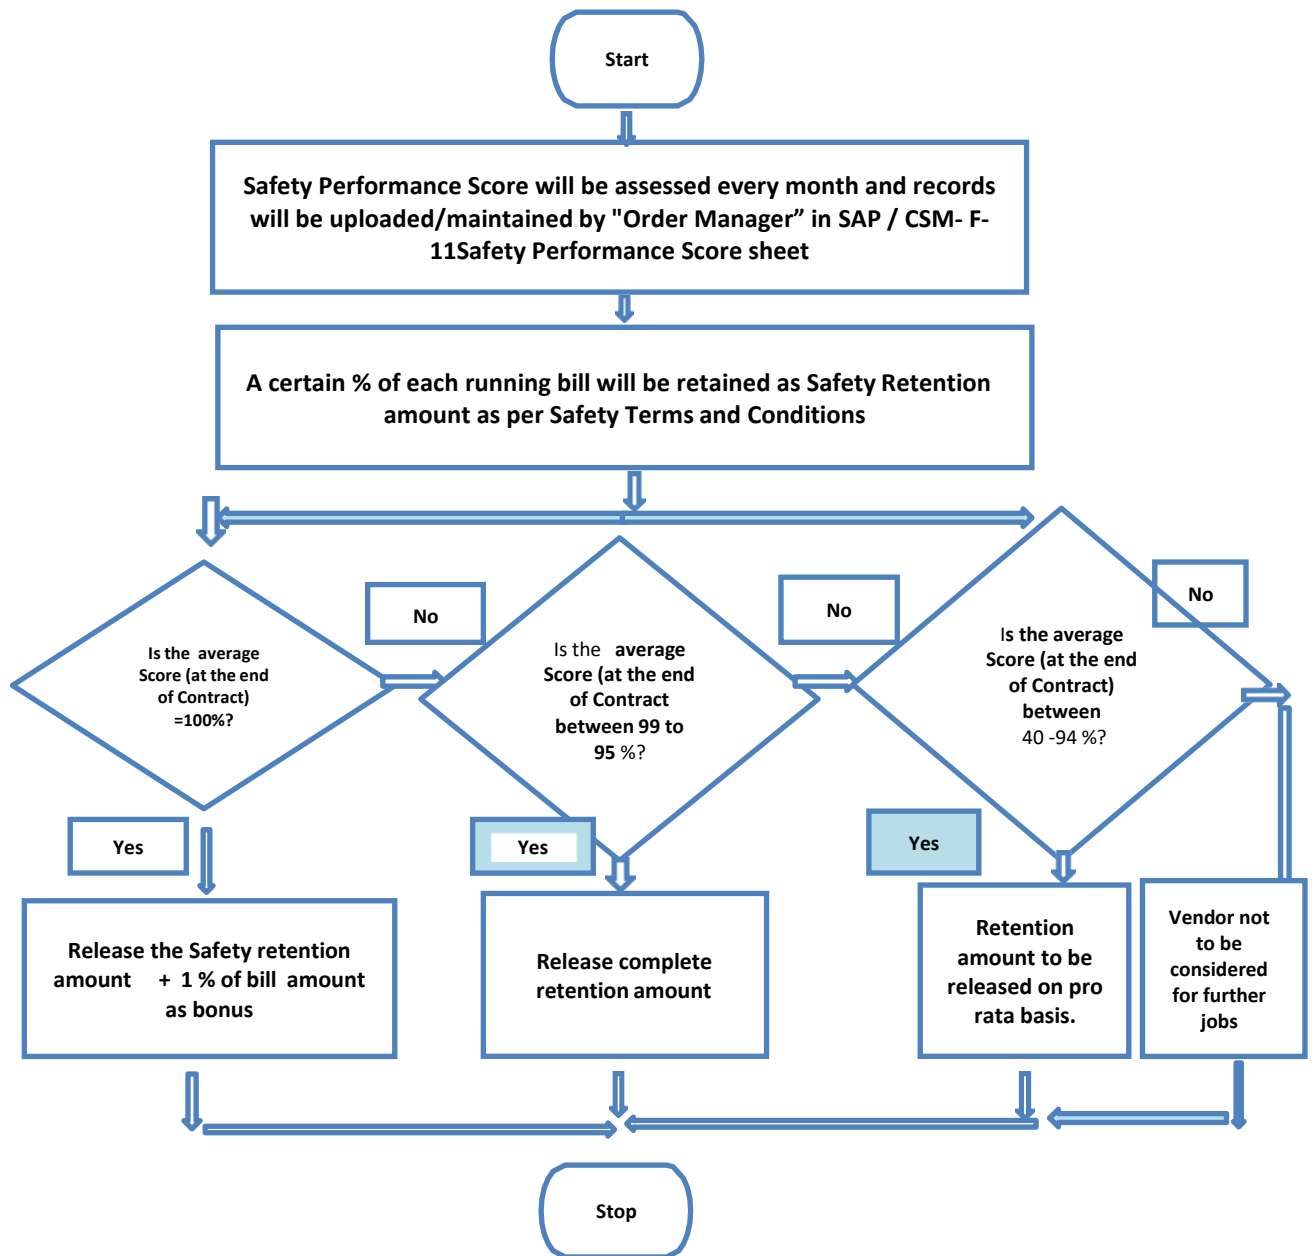 Start
Safety Performance Score will be assessed every month and records
will be uploaded/maintained by "Order Manager” in SAP / CSM- F-
11Safety Performance Score sheet
A certain % of each running bill will be retained as Safety Retention
amount as per Safety Terms and Conditions
Is the average
Score (at the end
of Contract)
=100%?
No
Is the average
Score (at the end
of Contract
between 99 to
95 %?
No
Is the average
Score (at the end
of Contract)
between
40 -94 %?
No
Yes
Yes
Yes
Release the Safety retention
amount + 1 % of bill amount
as bonus
Release complete
retention amount
Retention
amount to be
released on pro
rata basis.
Vendor not
to be
considered
for further
jobs
Stop